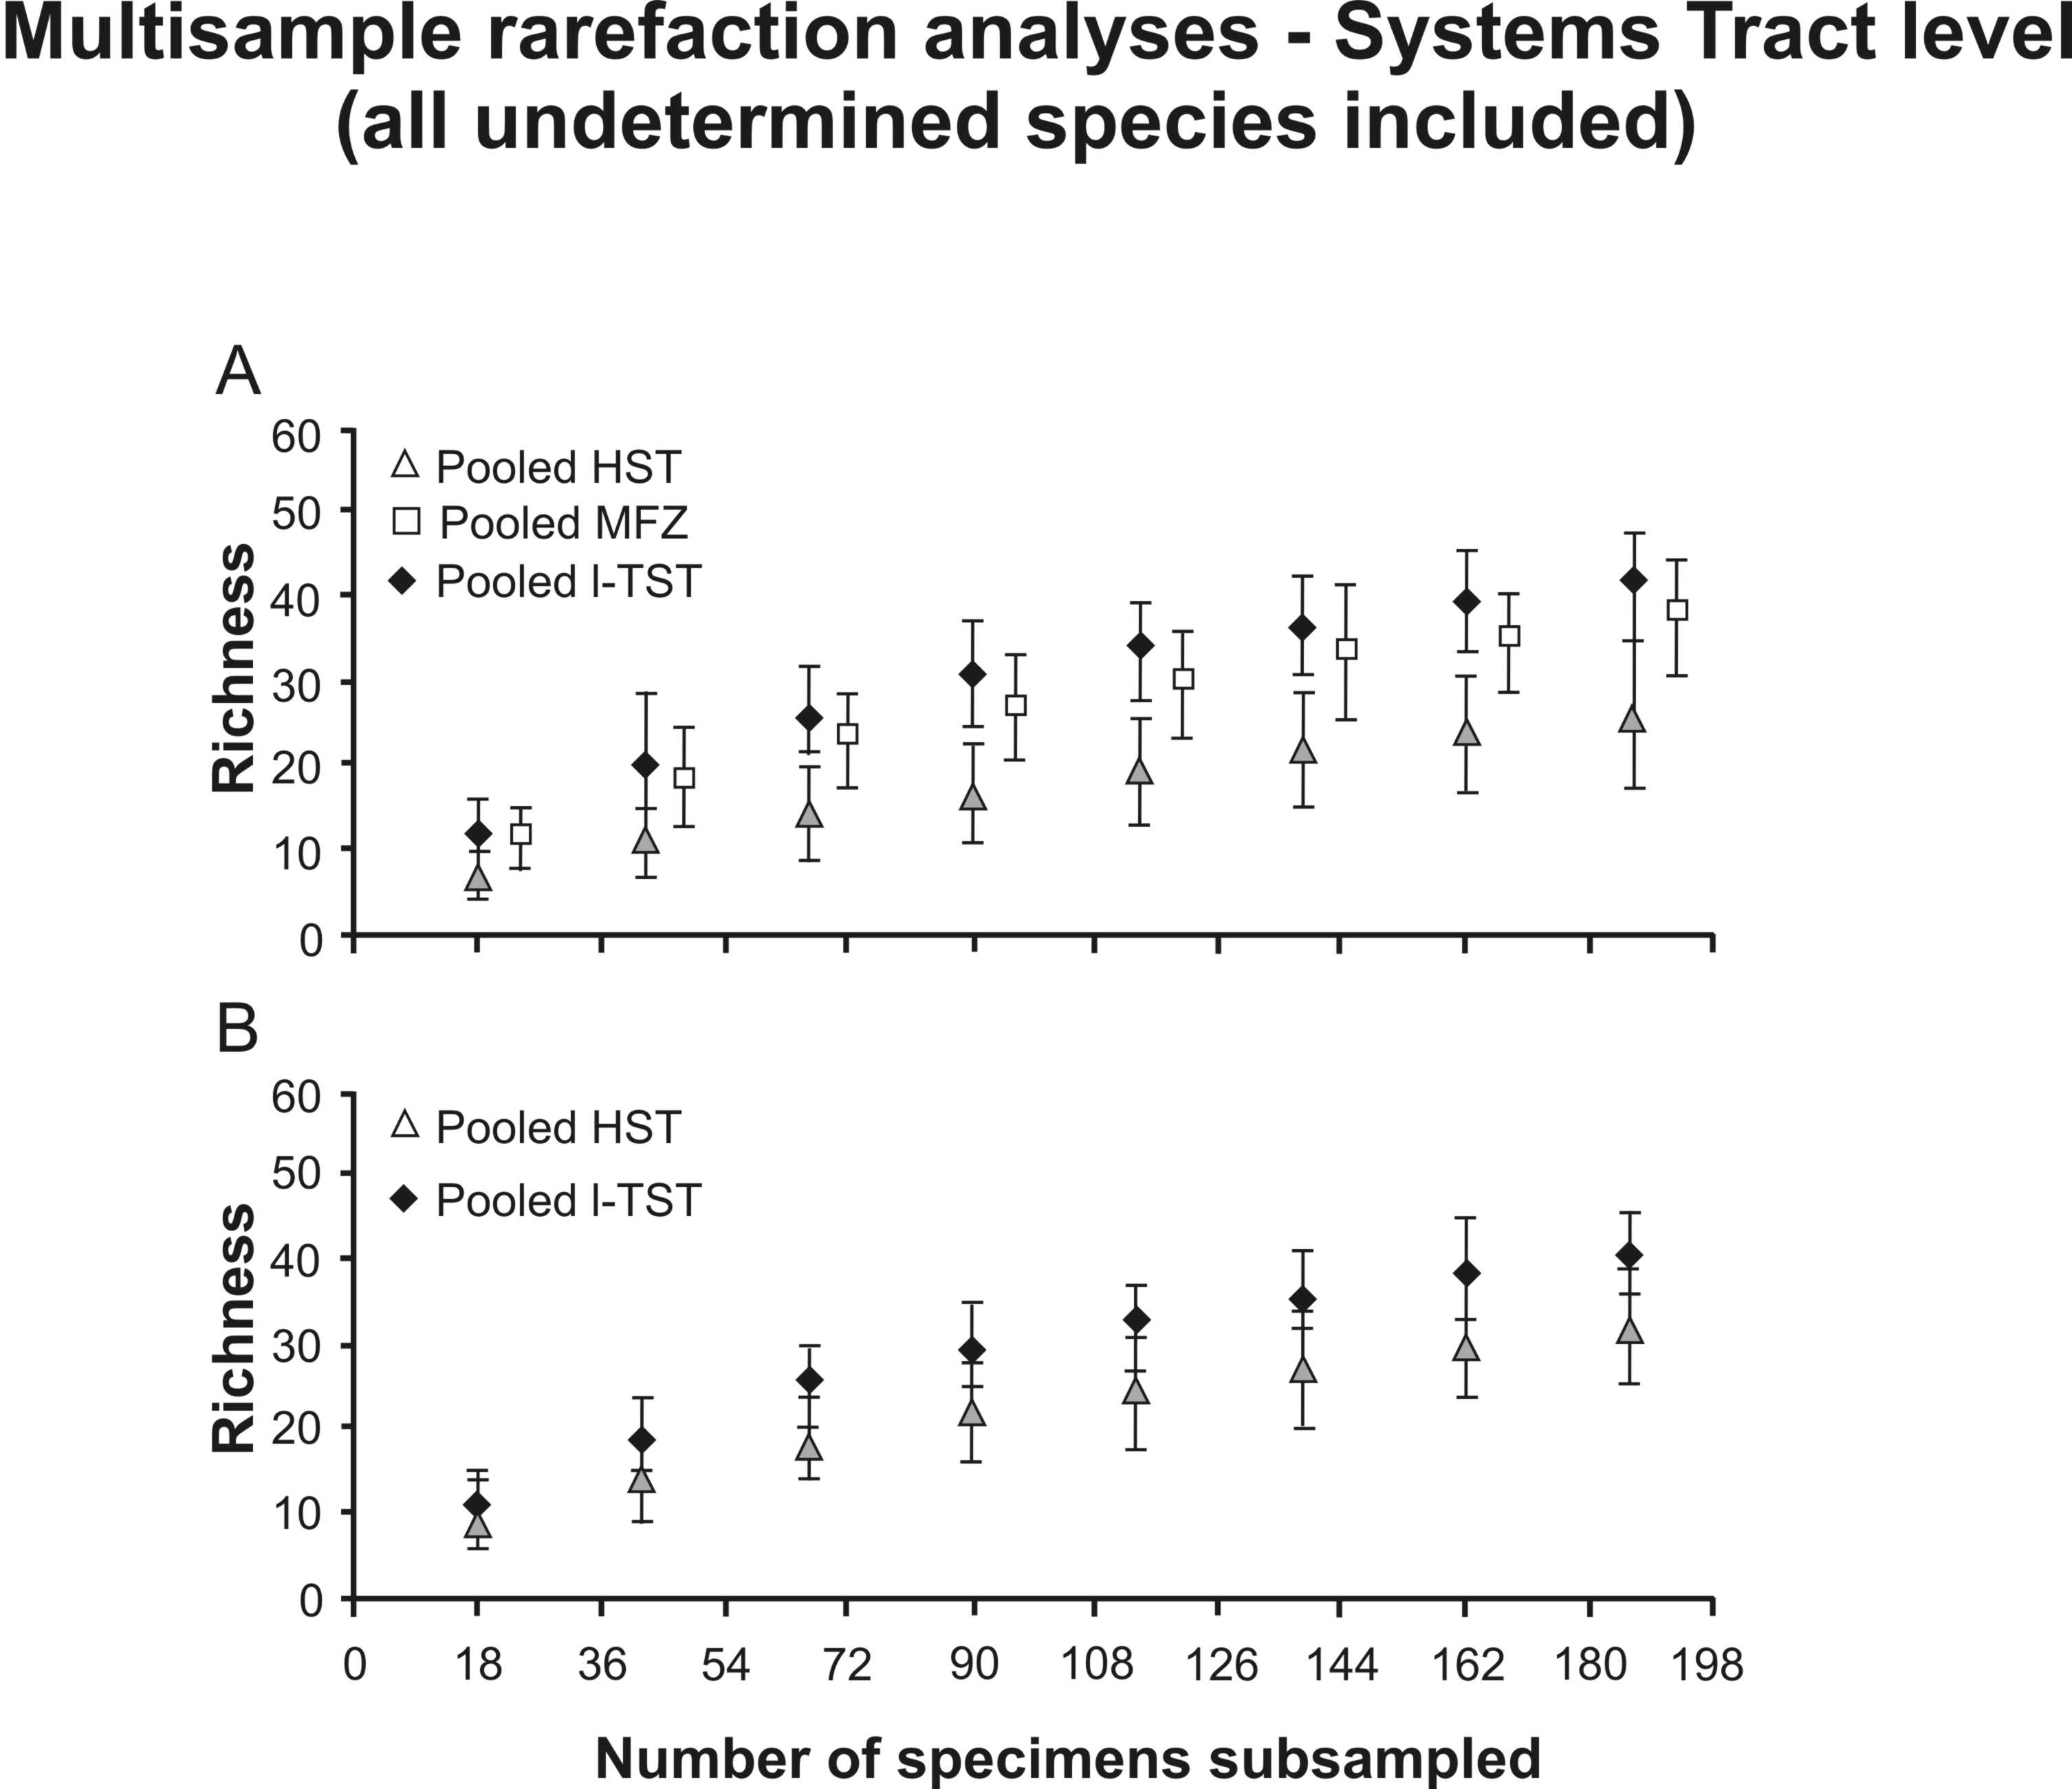 Multisample rarefaction analyses - Systems Tract level
(all undetermined species included)
A
60
50
40
30
20
10
0
Richness
Pooled HST
Pooled MFZ
Pooled l-TST
B
60
50
40
30
20
10
0
Richness
Pooled HST
Pooled l-TST
0 18 36 54 72 90 108 126 144 162 180 198
Number of specimens subsampled